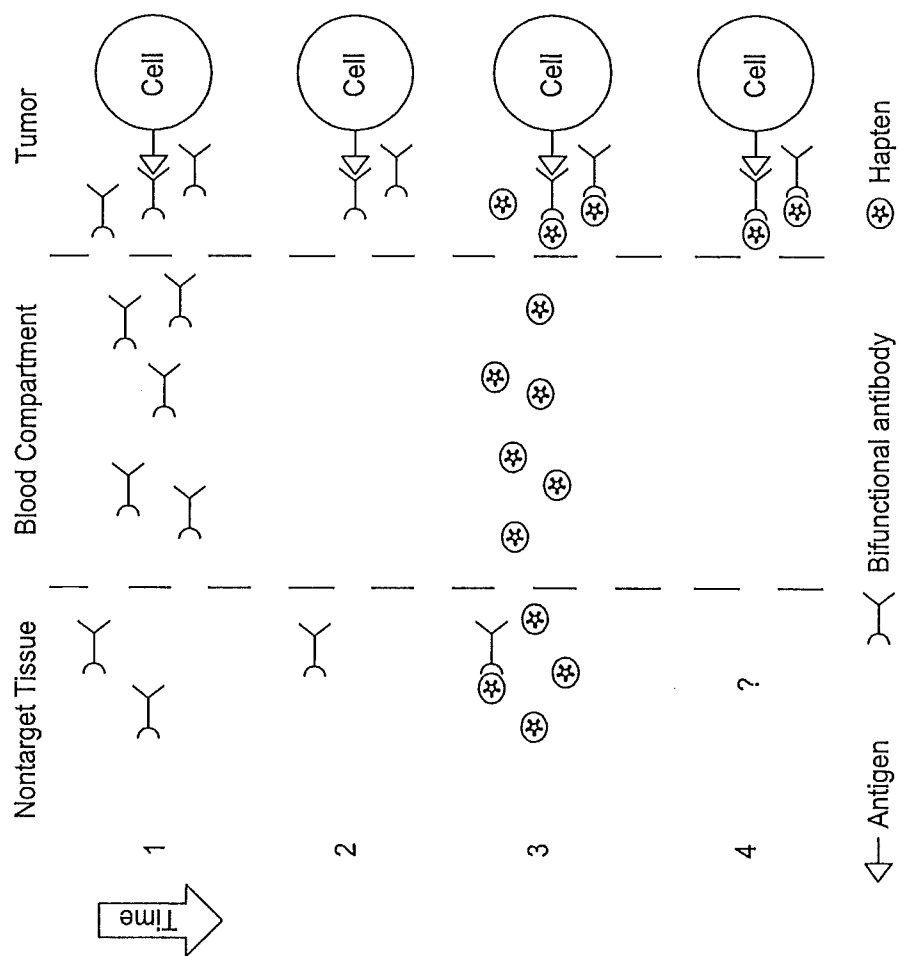 Nontarget Tissue
Blood Compartment
Tumor
Time
1
Cell
2
Cell
3
Cell
4
?
Cell
Antigen
Bifunctional antibody
Hapten